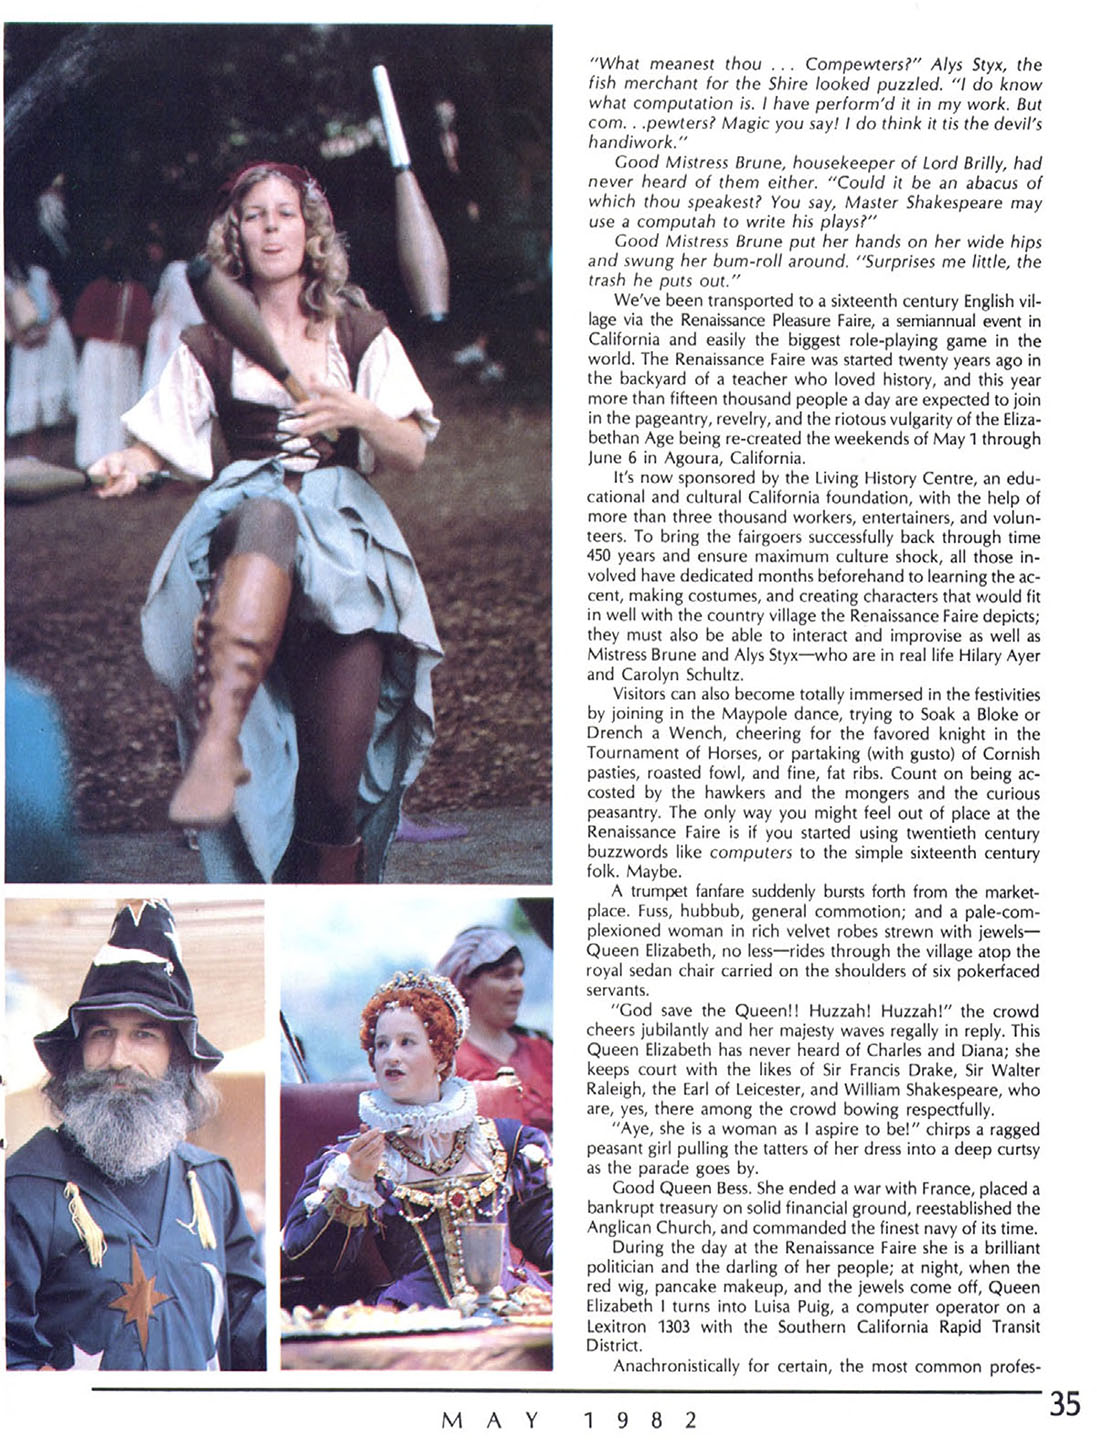 "What meanest thou ... Compewters?" Alys Styx, the
fish merchant for the Shire looked puzzled. "I do know
what computation is. I have perform'd it in my work. But
com. . .pewters? Magic you say! I do think it tis the devil's
handiwork."
Good Mistress Brune, housekeeper of Lord Brilly, had
never heard of them either. "Could it be an abacus of
which thou speakest? You say, Master Shakespeare may
use a computah to write his plays?"
Good Mistress Brune put her hands on her wide hips
and swung her bum-roll around. "Surprises me little, the
trash he puts out."
We've been transported to a sixteenth century English vil-
lage via the Renaissance Pleasure Faire, a semiannual event in
California and easily the biggest role-playing game in the
world. The Renaissance Faire was started twenty years ago in
the backyard of a teacher who loved history, and this year
more than fifteen thousand people a day are expected to join
in the pageantry, revelry, and the riotous vulgarity of the Eliza-
bethan Age being re-created the weekends of May 1 through
June 6 in Agoura, California.
It's now sponsored by the Living History Centre, an edu-
cational and cultural California foundation, with the help of
more than three thousand workers, entertainers, and volun-
teers. To bring the fairgoers successfully back through time
450 years and ensure maximum culture shock, all those in-
volved have dedicated months beforehand to learning the ac-
cent, making costumes, and creating characters that would fit
in well with the country village the Renaissance Faire depicts;
they must also be able to interact and improvise as well as
Mistress Brune and Alys Styx—who are in real life Hilary Ayer
and Carolyn Schultz.
Visitors can also become totally immersed in the festivities
by joining in the Maypole dance, trying to Soak a Bloke or
Drench a Wench, cheering for the favored knight in the
Tournament of Horses, or partaking (with gusto) of Cornish
pasties, roasted fowl, and fine, fat ribs. Count on being ac-
costed by the hawkers and the mongers and the curious
peasantry. The only way you might feel out of place at the
Renaissance Faire is if you started using twentieth century
buzzwords like computers to the simple sixteenth century
folk. Maybe.
A trumpet fanfare suddenly bursts forth from the market-
place. Fuss, hubbub, general commotion; and a pale-com-
plexioned woman in rich velvet robes strewn with jewels—
Queen Elizabeth, no less—rides through the village atop the
royal sedan chair carried on the shoulders of six pokerfaced
servants.
"God save the Queen!! Huzzah! Huzzah!" the crowd
cheers jubilantly and her majesty waves regally in reply. This
Queen Elizabeth has never heard of Charles and Diana; she
keeps court with the likes of Sir Francis Drake, Sir Walter
Raleigh, the Earl of Leicester, and William Shakespeare, who
are, yes, there among the crowd bowing respectfully.
"Aye, she is a woman as I aspire to be!" chirps a ragged
peasant girl pulling the tatters of her dress into a deep curtsy
as the parade goes by.
Good Queen Bess. She ended a war with France, placed a
bankrupt treasury on solid financial ground, reestablished the
Anglican Church, and commanded the finest navy of its time.
During the day at the Renaissance Faire she is a brilliant
politician and the darling of her people; at night, when the
red wig, pancake makeup, and the jewels come off, Queen
Elizabeth I turns into Luisa Puig, a computer operator on a
Lexitron 1303 with the Southern California Rapid Transit
District.
Anachronistically for certain, the most common profes-
MAY 1982
35